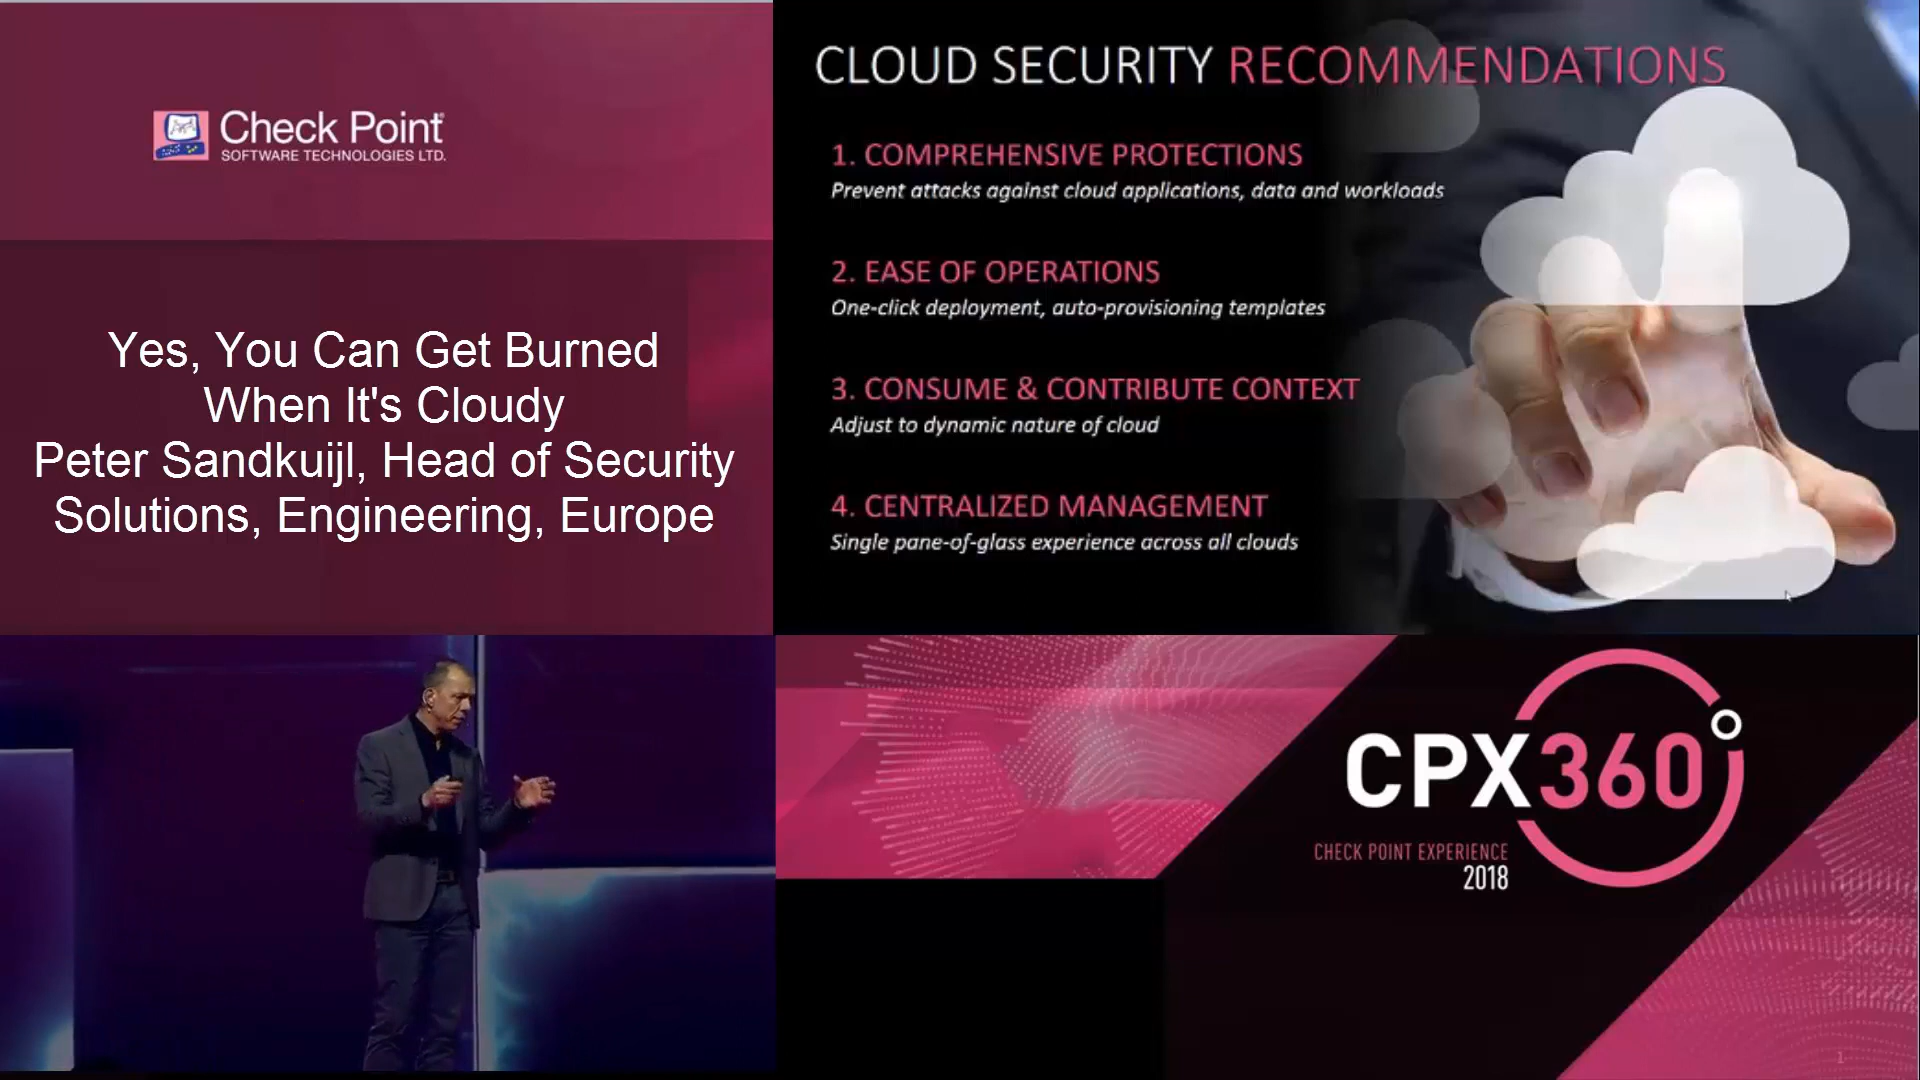 Check Point
SOFTWARE TECHNOLOGIES LTD.
Yes, You Can Get Burned
When It's Cloudy
Peter Sandkuijl, Head of Security
Solutions, Engineering, Europe
CLOUD SECURITY RECOMMENDATIONS
1. COMPREHENSIVE PROTECTIONS
Prevent attacks against cloud applications, data and workloads
2. EASE OF OPERATIONS
One-click deployment, auto-provisioning templates
3. CONSUME & CONTRIBUTE CONTEXT
Adjust to dynamic nature of cloud
4. CENTRALIZED MANAGEMENT
Single pane-of-glass experience across all clouds
CPX360°
CHECK POINT EXPERIENCE
2018
1